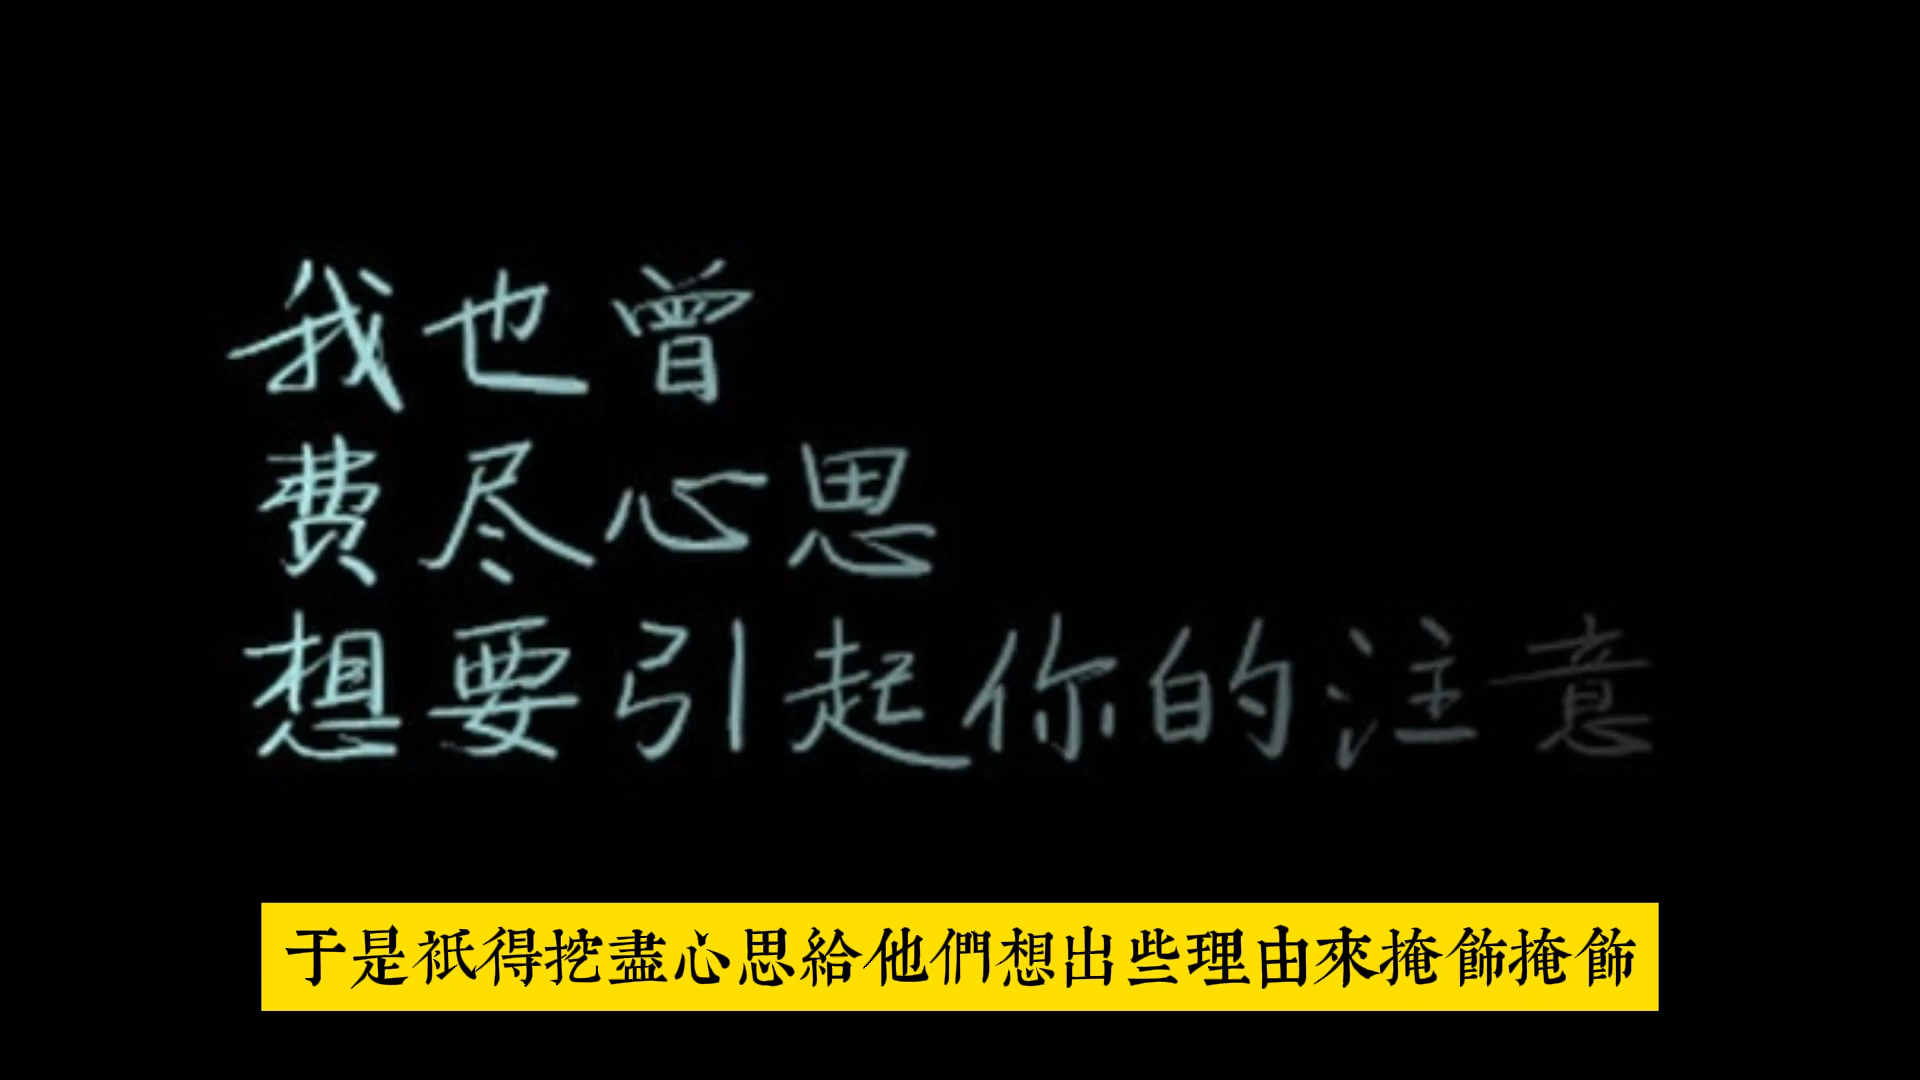 我也曾
费尽心思
想要引起你的注意
于是祇得挖盡心思給他們想出些理由來掩飾掩飾